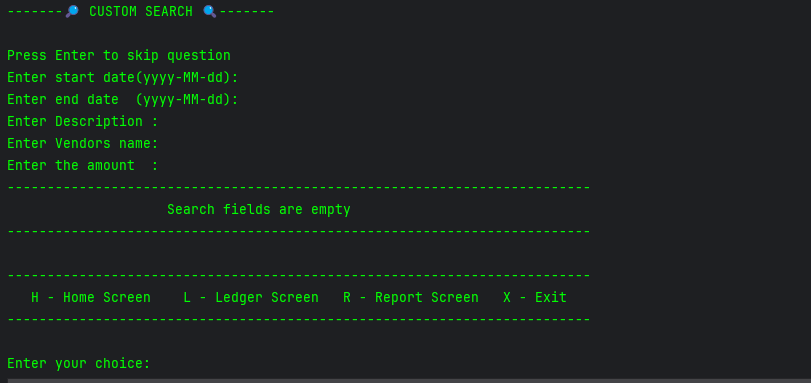 -------🔎 CUSTOM SEARCH 🔍-------
Press Enter to skip question
Enter start date(yyyy-MM-dd):
Enter end date  (yyyy-MM-dd):
Enter Description :
Enter Vendors name:
Enter the amount  :
-------------------------------------------------------------------------
                    Search fields are empty
-------------------------------------------------------------------------
-------------------------------------------------------------------------
   H - Home Screen    L - Ledger Screen   R - Report Screen   X - Exit
-------------------------------------------------------------------------
Enter your choice: